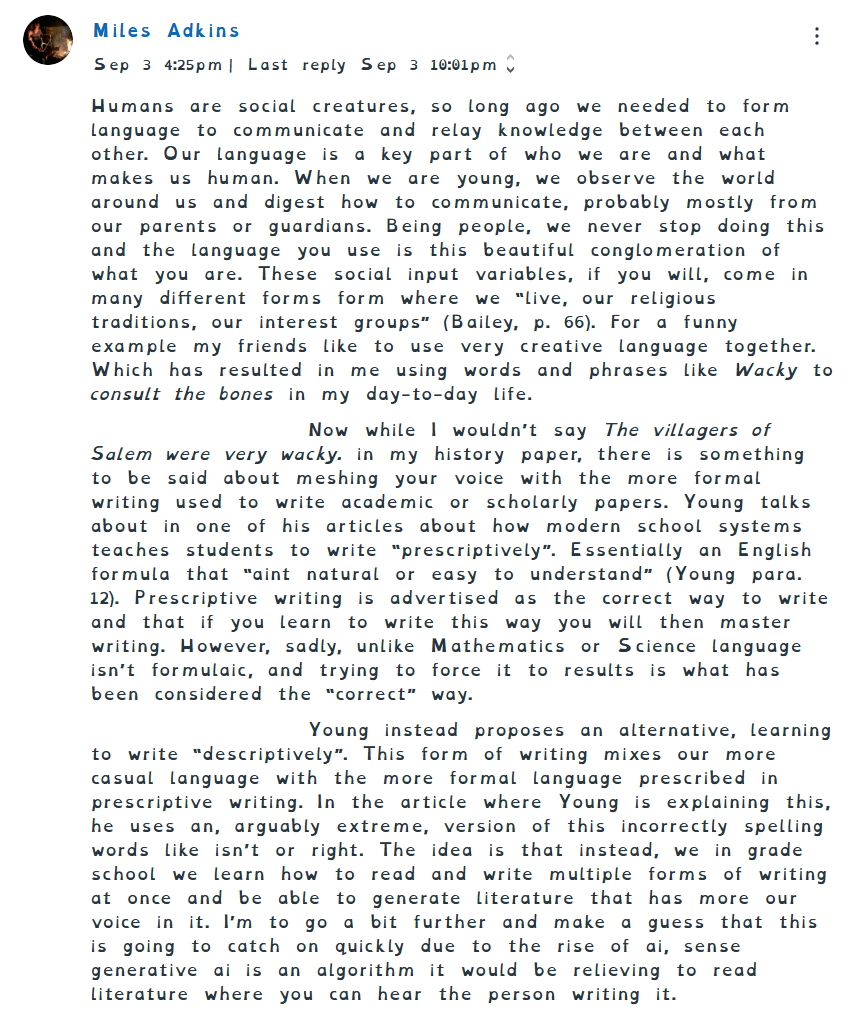 Miles Adkins
Sep 3 4:25pm | Last reply Sep 3 10:01pm
Humans are social creatures, so long ago we needed to form
language to communicate and relay knowledge between each
other. Our language is a key part of who we are and what
makes us human. When we are young, we observe the world
around us and digest how to communicate, probably mostly from
our parents or guardians. Being people, we never stop doing this
and the language you use is this beautiful conglomeration of
what you are. These social input variables, if you will, come in
many different forms form where we “live, our religious
traditions, our interest groups” (Bailey, p. 66). For a funny
example my friends like to use very creative language together.
Which has resulted in me using words and phrases like Wacky to
consult the bones in my day-to-day life.
Now while I wouldn’t say The villagers of
Salem were very wacky. in my history paper, there is something
to be said about meshing your voice with the more formal
writing used to write academic or scholarly papers. Young talks
about in one of his articles about how modern school systems
teaches students to write “prescriptively”. Essentially an English
formula that “aint natural or easy to understand” (Young para.
12). Prescriptive writing is advertised as the correct way to write
and that if you learn to write this way you will then master
writing. However, sadly, unlike Mathematics or Science language
isn’t formulaic, and trying to force it to results is what has
been considered the “correct” way.
Young instead proposes an alternative, learning
to write “descriptively”. This form of writing mixes our more
casual language with the more formal language prescribed in
prescriptive writing. In the article where Young is explaining this,
he uses an, arguably extreme, version of this incorrectly spelling
words like isn’t or right. The idea is that instead, we in grade
school we learn how to read and write multiple forms of writing
at once and be able to generate literature that has more our
voice in it. I’m to go a bit further and make a guess that this
is going to catch on quickly due to the rise of ai, sense
generative ai is an algorithm it would be relieving to read
literature where you can hear the person writing it.